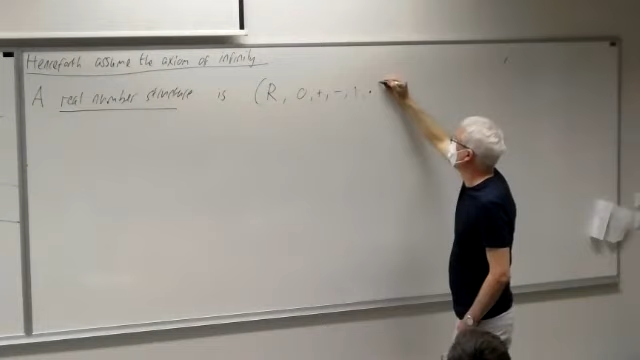 Henceforth assume the axiom of infinity
A real number structure is (R, 0, +, -, 1, ·